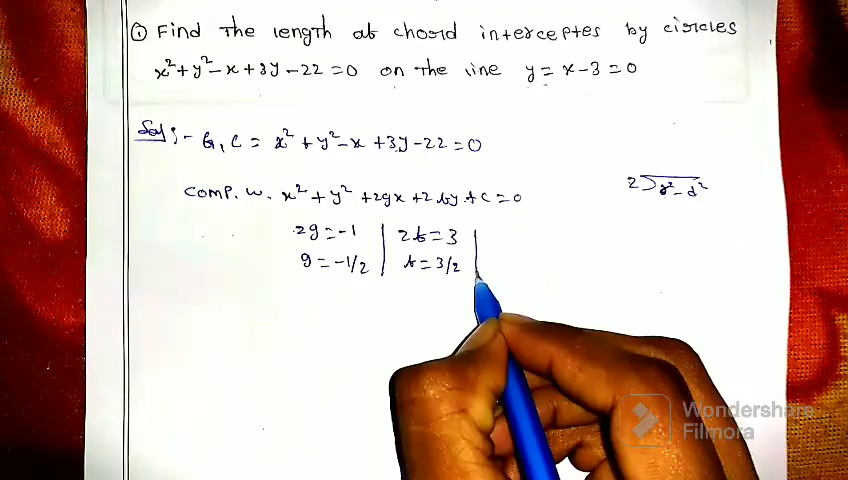 ① Find the length of chord interceptes by circles
x² + y² - x + 3y - 22 = 0 on the line y = x - 3 = 0
Sol :- G, C = x² + y² - x + 3y - 22 = 0
2√r² - d²
COMP. W. x² + y² + 2gx + 2fy + C = 0
2g = -1 | 2f = 3 |
g = -1/2 | f = 3/2 |
Wondershare
Filmora